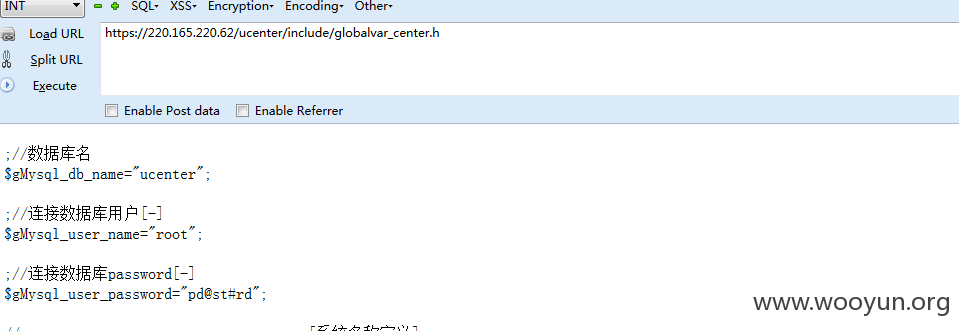 INT SQL XSS Encryption Encoding Other
Load URL https://220.165.220.62/ucenter/include/globalvar_center.h
Split URL
Execute
Enable Post data Enable Referrer
;//数据库名
$gMysql_db_name="ucenter";
;//连接数据库用户[-]
$gMysql_user_name="root";
;//连接数据库password[-]
$gMysql_user_password="pd@st#rd";
www.wooyun.org